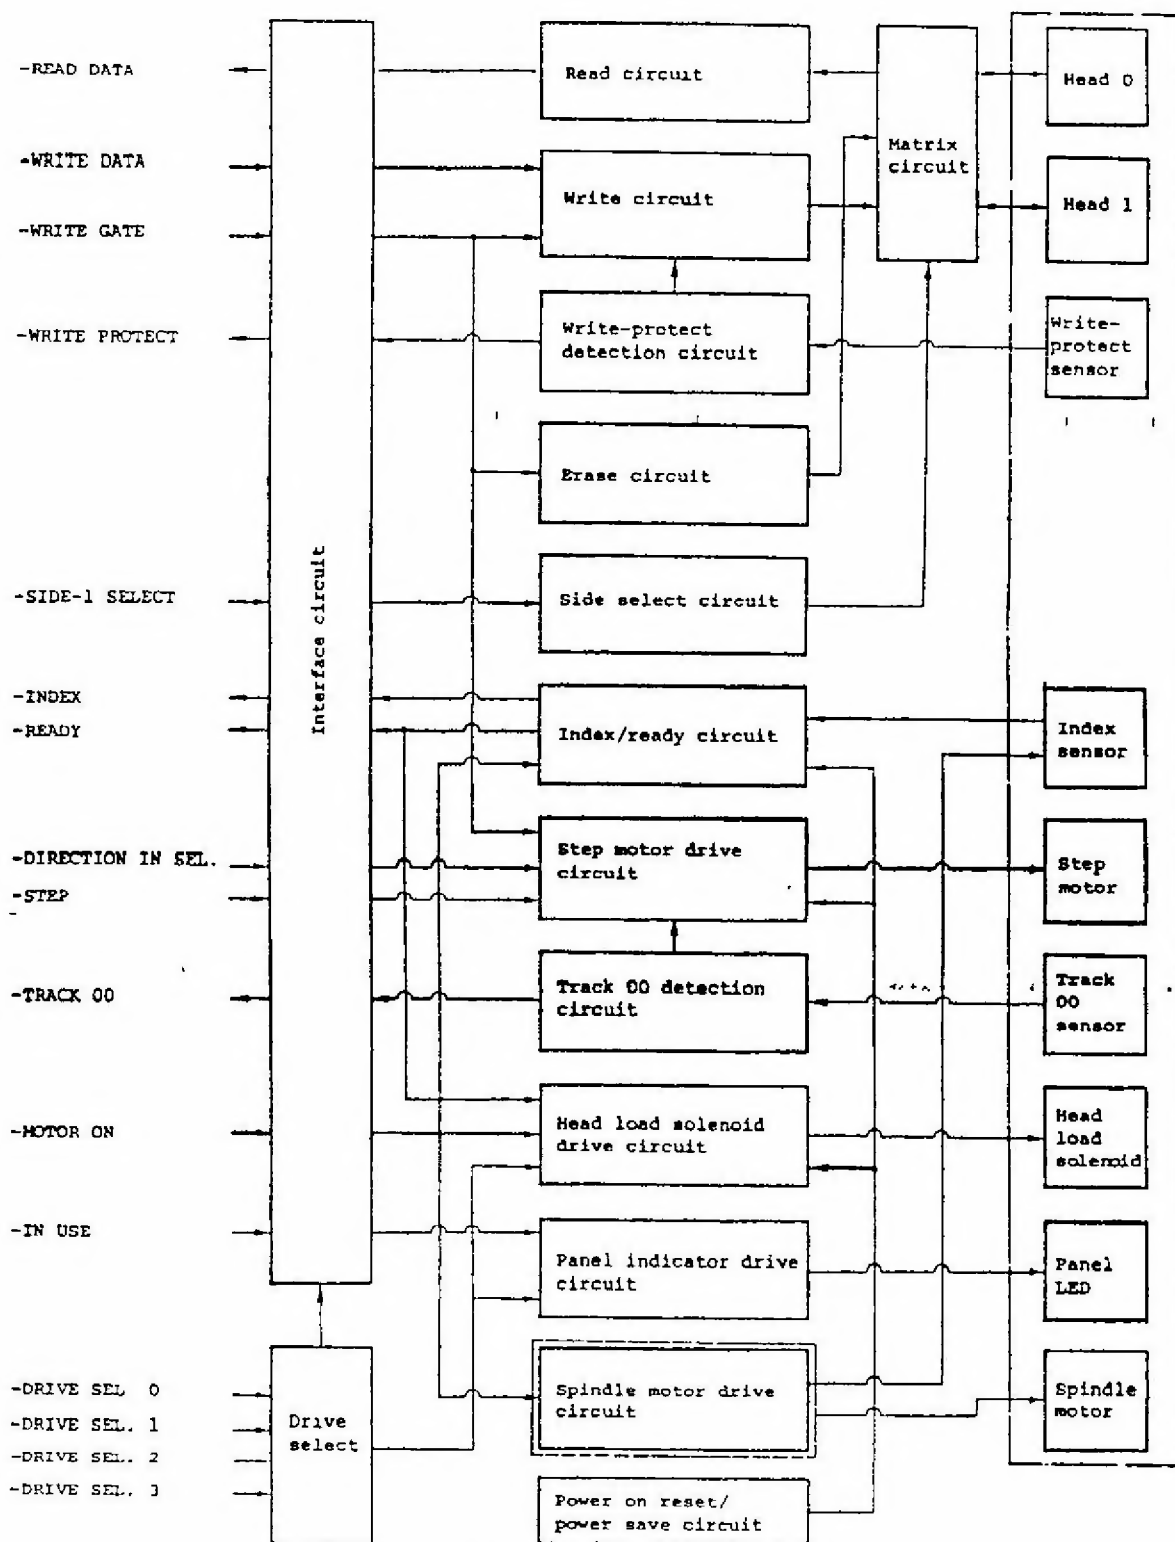 -READ DATA
Read circuit
Matrix
circuit
Head 0
-WRITE DATA
Write circuit
Head 1
-WRITE GATE
-WRITE PROTECT
Write-protect
detection circuit
Write-
protect
sensor
Erase circuit
Interface circuit
-SIDE-1 SELECT
Side select circuit
-INDEX
-READY
Index/ready circuit
Index
sensor
-DIRECTION IN SEL.
-STEP
Step motor drive
circuit
Step
motor
-TRACK 00
Track 00 detection
circuit
Track
00
sensor
-MOTOR ON
Head load solenoid
drive circuit
Head
load
solenoid
-IN USE
Panel indicator drive
circuit
Panel
LED
-DRIVE SEL 0
-DRIVE SEL. 1
-DRIVE SEL. 2
-DRIVE SEL. 3
Drive
select
Spindle motor drive
circuit
Spindle
motor
Power on reset/
power save circuit